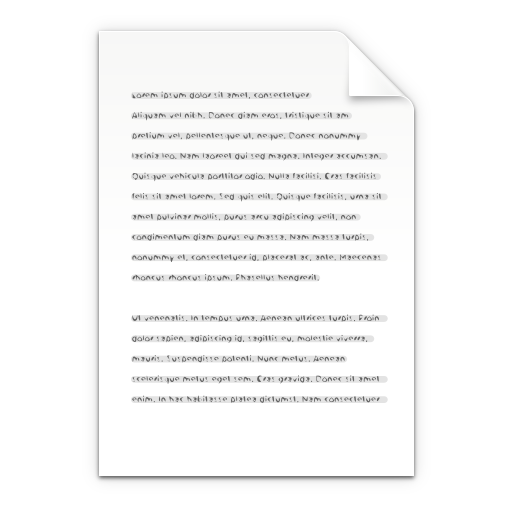 Lorem ipsum dolor sit amet, consectetuer
Aliquam vel nibh. Donec diam eros, tristique sit am
pretium vel, pellentesque ut, neque. Donec nonummy
lacinia leo. Nam laoreet dui sed magna. Integer accumsan.
Quisque vehicula porttitor odio. Nulla facilisi. Cras facilisis
felis sit amet lorem. Sed quis elit. Quisque facilisis, urna sit
amet pulvinar mollis, purus arcu adipiscing velit, non
condimentum diam purus eu massa. Nam massa turpis,
nonummy et, consectetuer id, placerat ac, ante. Maecenas
rhoncus rhoncus ipsum. Phasellus hendrerit.
Ut venenatis. In tempus urna. Aenean ultrices turpis. Proin
dolor sapien, adipiscing id, sagittis eu, molestie viverra,
mauris. Suspendisse potenti. Nunc metus. Aenean
scelerisque metus eget sem. Cras gravida. Donec sit amet
enim. In hac habitasse platea dictumst. Nam consectetuer